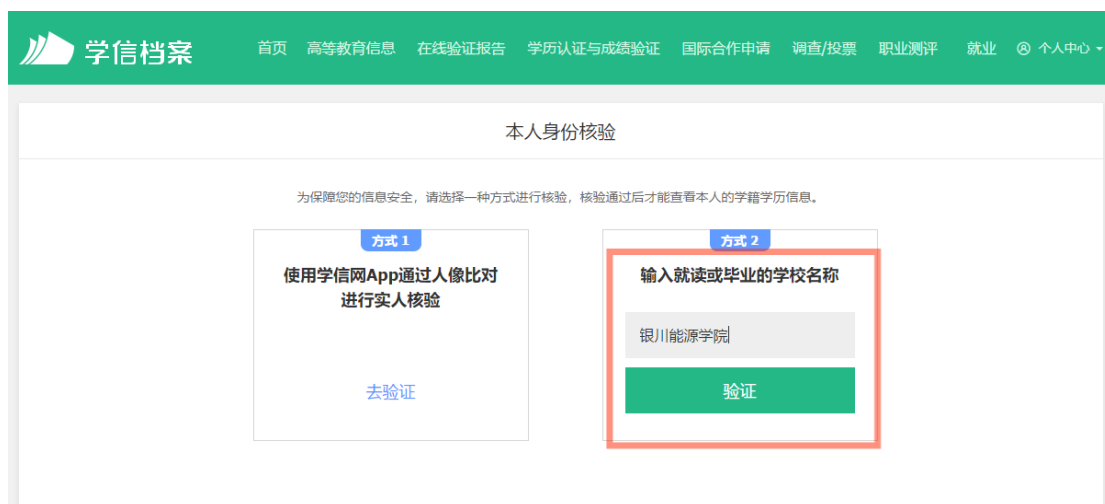 学信档案
首页 高等教育信息 在线验证报告 学历认证与成绩验证 国际合作申请 调查/投票 职业测评 就业 个人中心
本人身份核验
为保障您的信息安全，请选择一种方式进行核验，核验通过后才能查看本人的学籍学历信息。
方式 1
使用学信网App通过人像比对
进行实人核验
去验证
方式 2
输入就读或毕业的学校名称
银川能源学院
验证